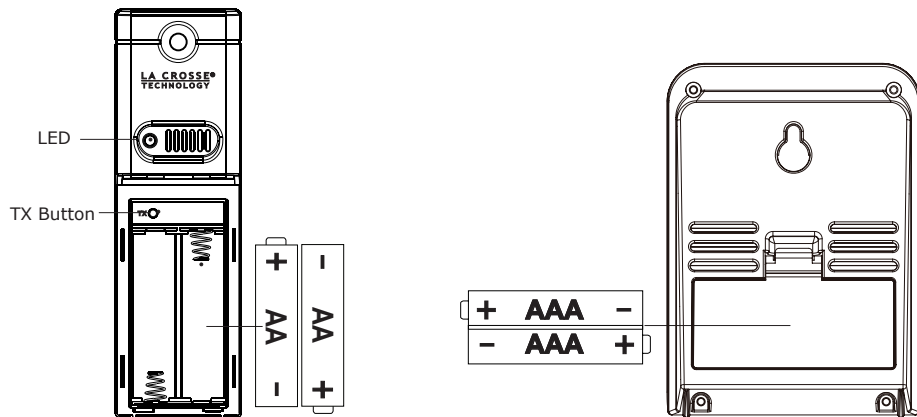 LA CROSSE®
TECHNOLOGY
LED
TX Button
TX
+ -
AA AA
- +
+ AAA -
- AAA +